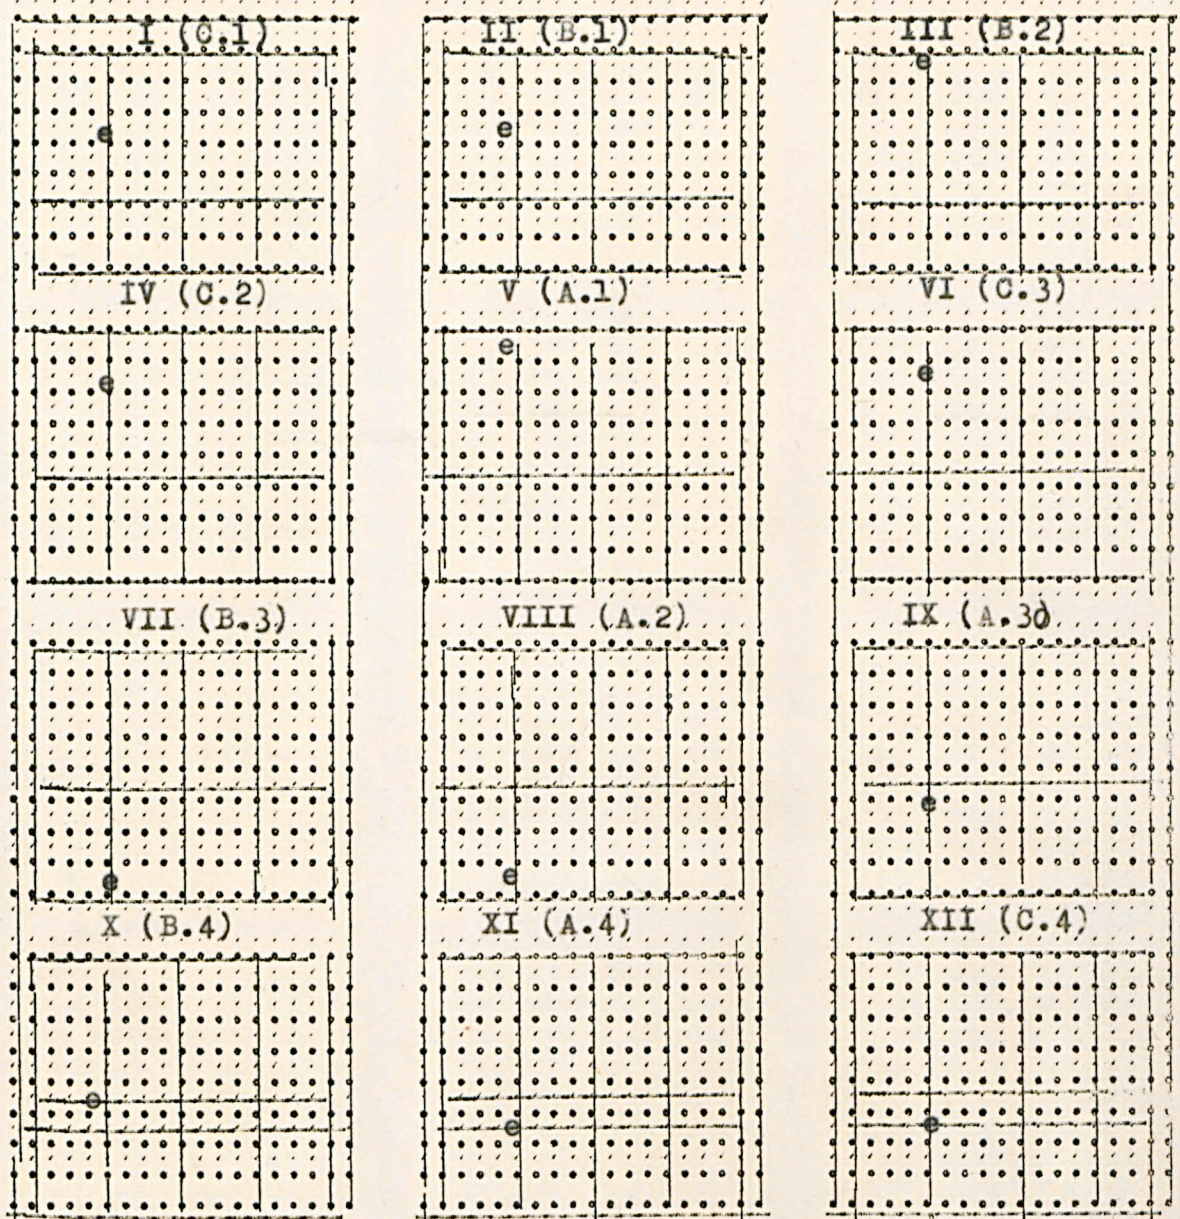 I (C.1) II (B.1) III (B.2)
e e e
IV (C.2) V (A.1) VI (C.3)
e e e
VII (B.3) VIII (A.2) IX (A.3)
e e e
X (B.4) XI (A.4) XII (C.4)
e e e